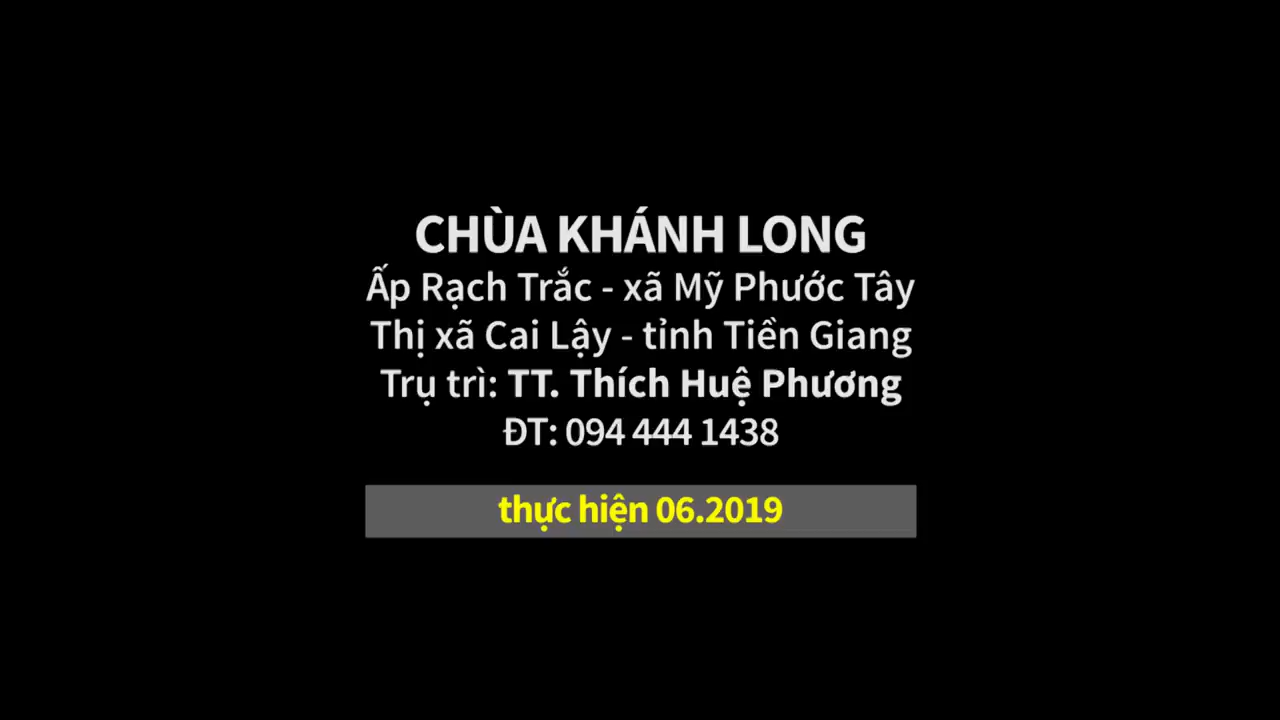 CHÙA KHÁNH LONG
Ấp Rạch Trắc - xã Mỹ Phước Tây
Thị xã Cai Lậy - tỉnh Tiền Giang
Trụ trì: TT. Thích Huệ Phương
ĐT: 094 444 1438
thực hiện 06.2019